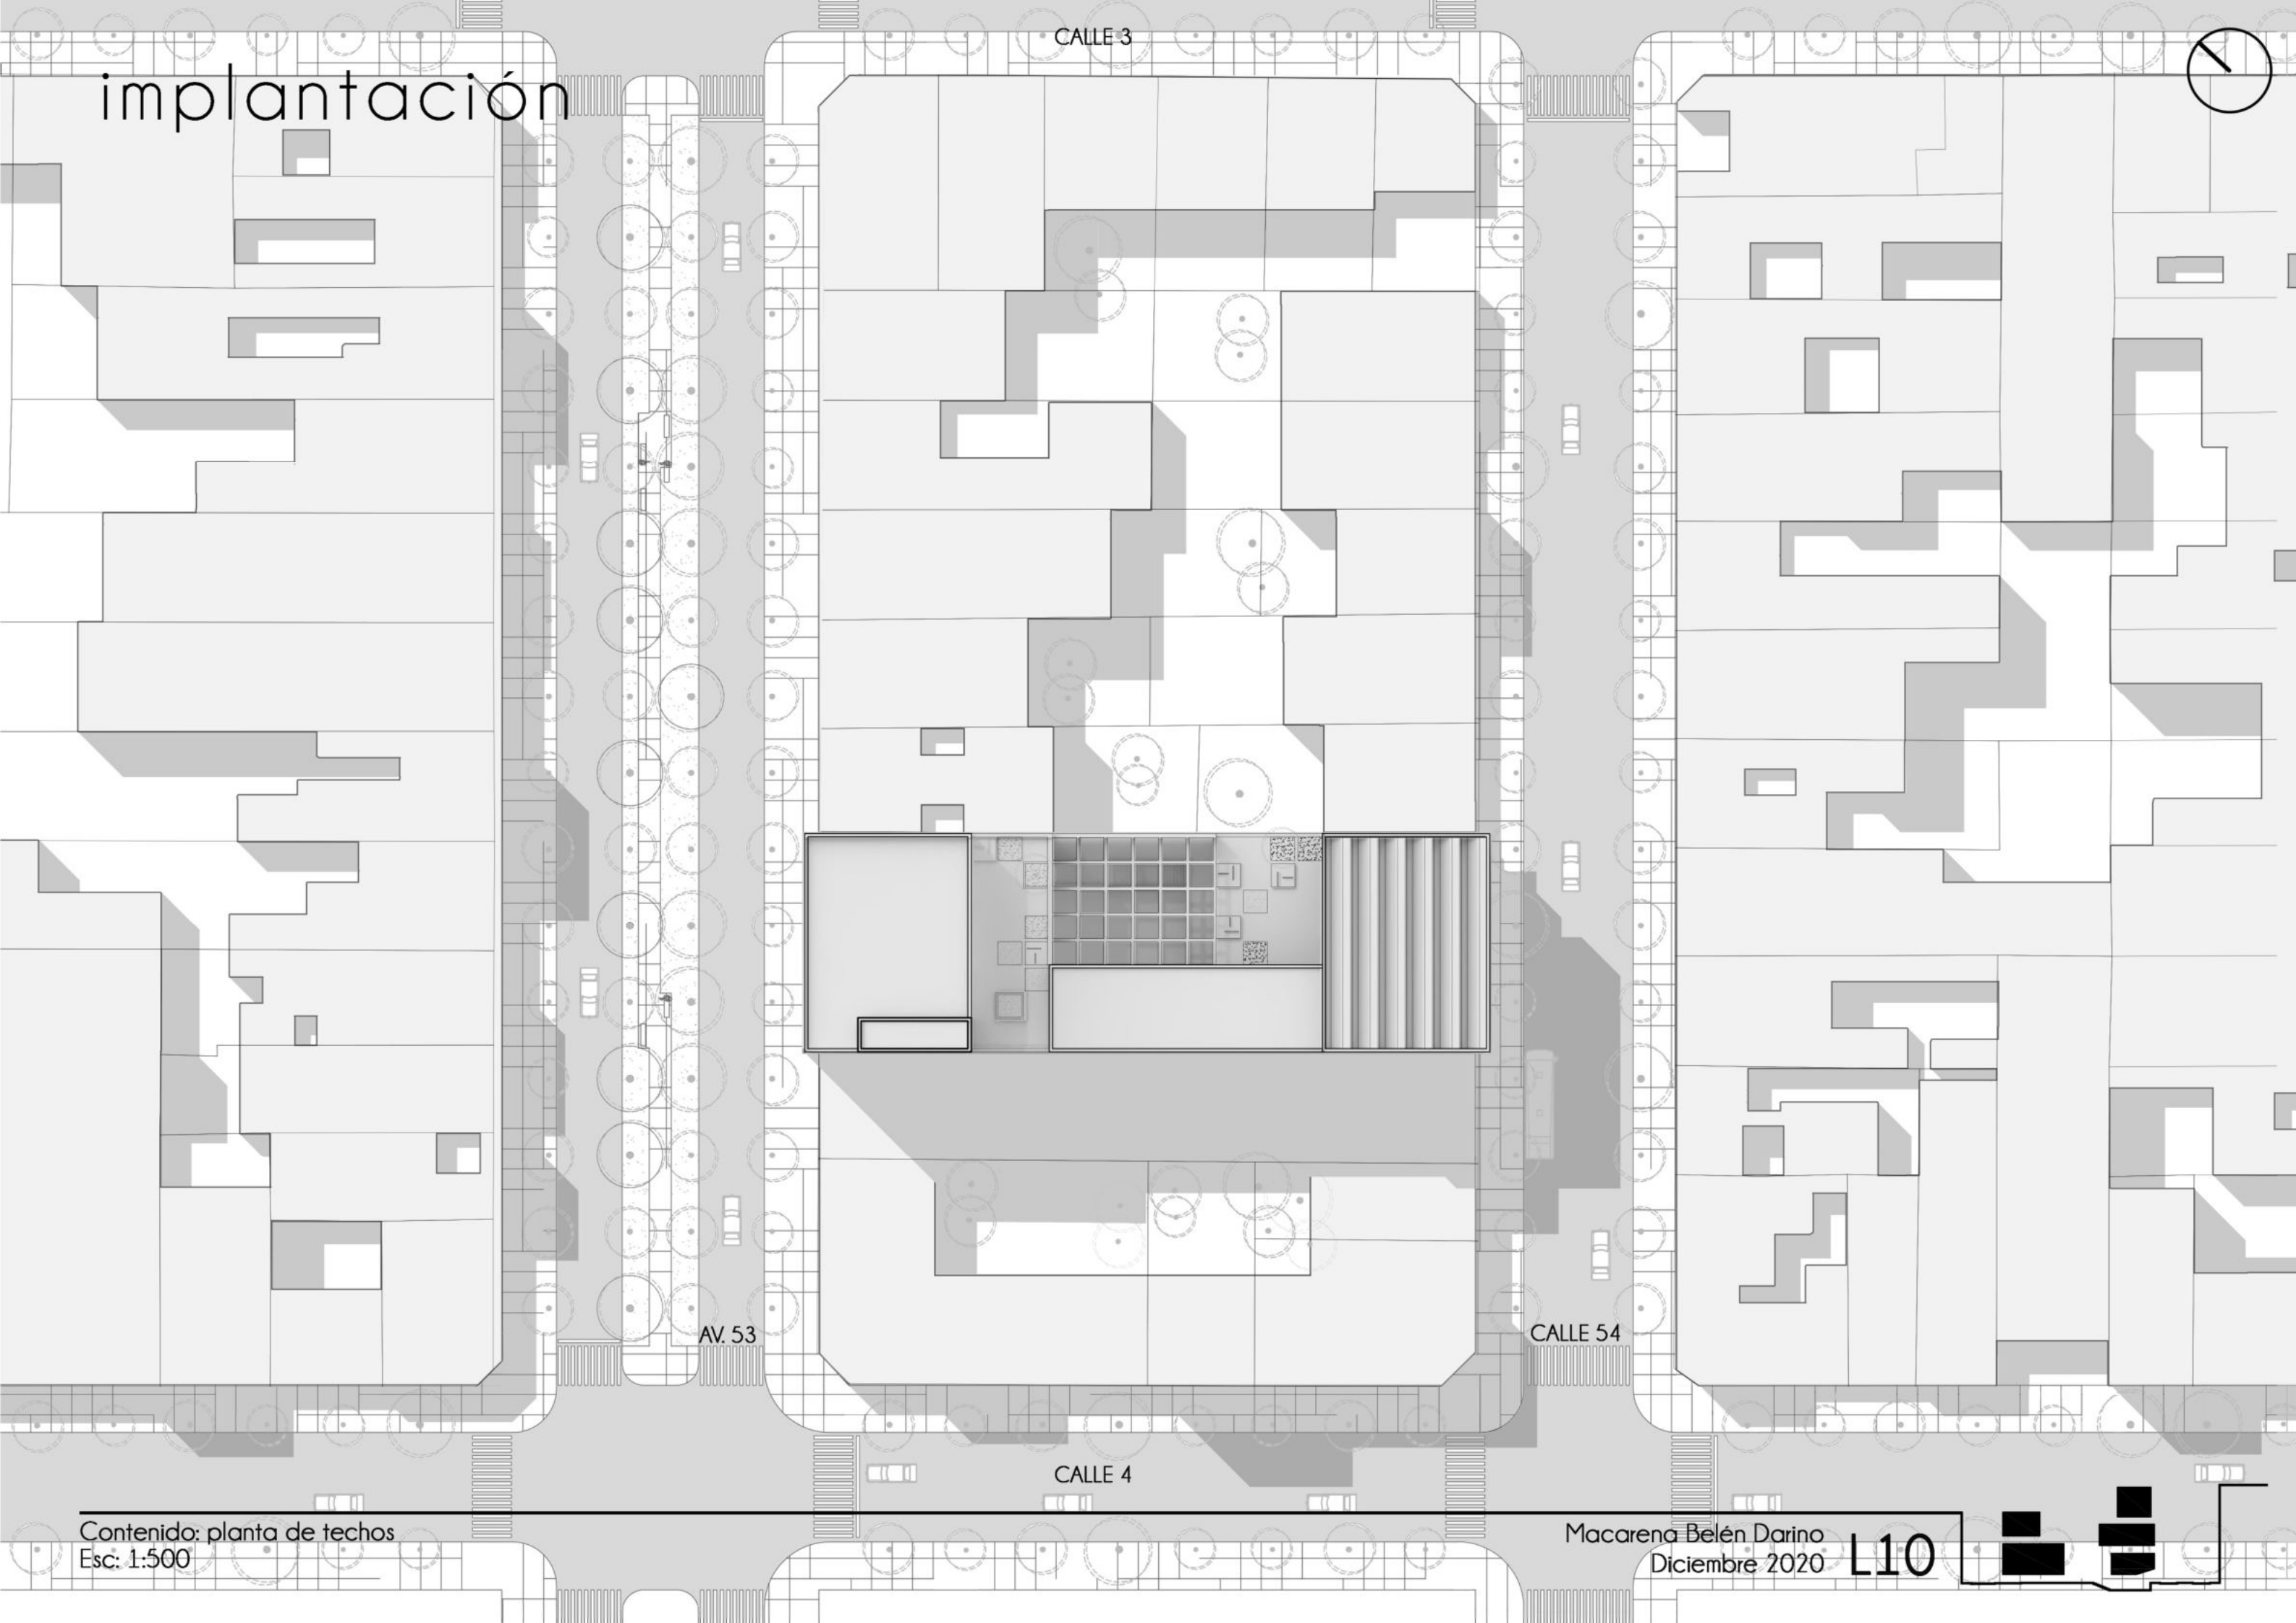 CALLE 3
implantación
AV. 53
CALLE 54
CALLE 4
Contenido: planta de techos
Esc: 1:500
Macarena Belén Darino
Diciembre 2020
L10